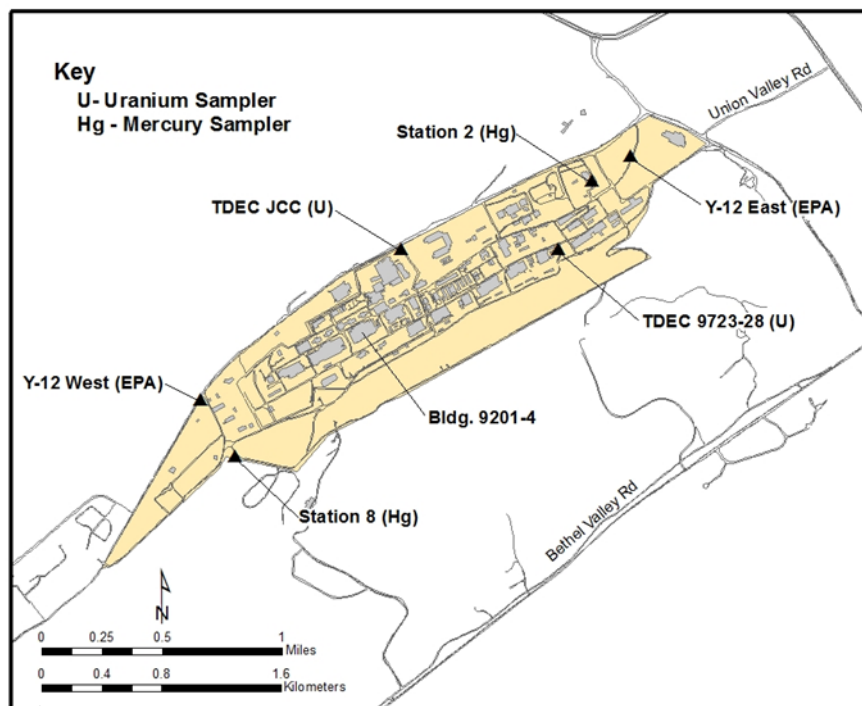 Key
U- Uranium Sampler
Hg - Mercury Sampler
Union Valley Rd
Station 2 (Hg)
TDEC JCC (U)
Y-12 East (EPA)
TDEC 9723-28 (U)
Y-12 West (EPA)
Bldg. 9201-4
Station 8 (Hg)
Bethel Valley Rd
N
0 0.25 0.5 1
Miles
0 0.4 0.8 1.6
Kilometers